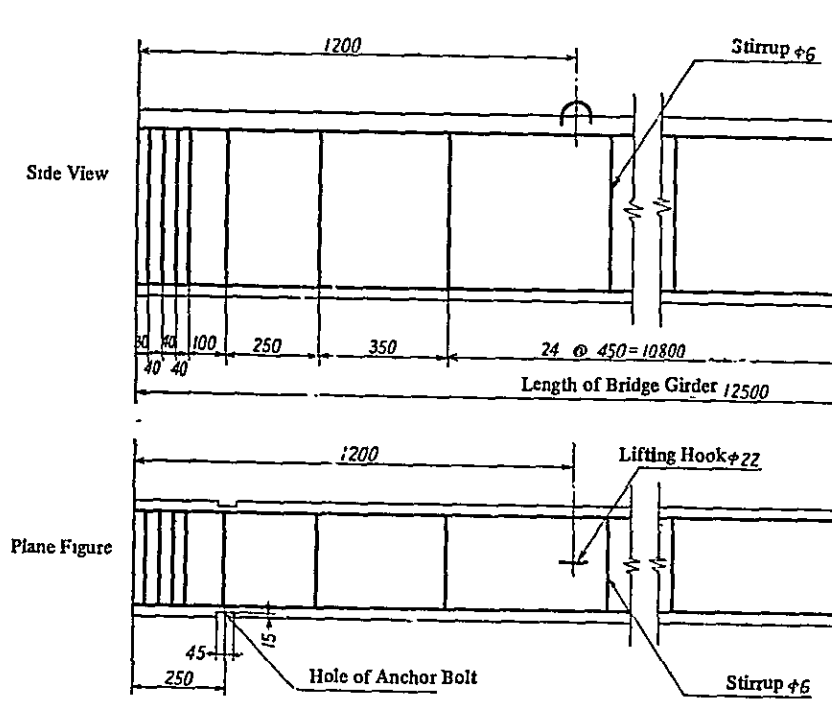 1200
Stirrup ϕ6
Side View
30 40 100 250 350 24 @ 450=10800
40 40
Length of Bridge Girder 12500
1200
Lifting Hook ϕ22
Plane Figure
15
45
Hole of Anchor Bolt
250
Stirrup ϕ6